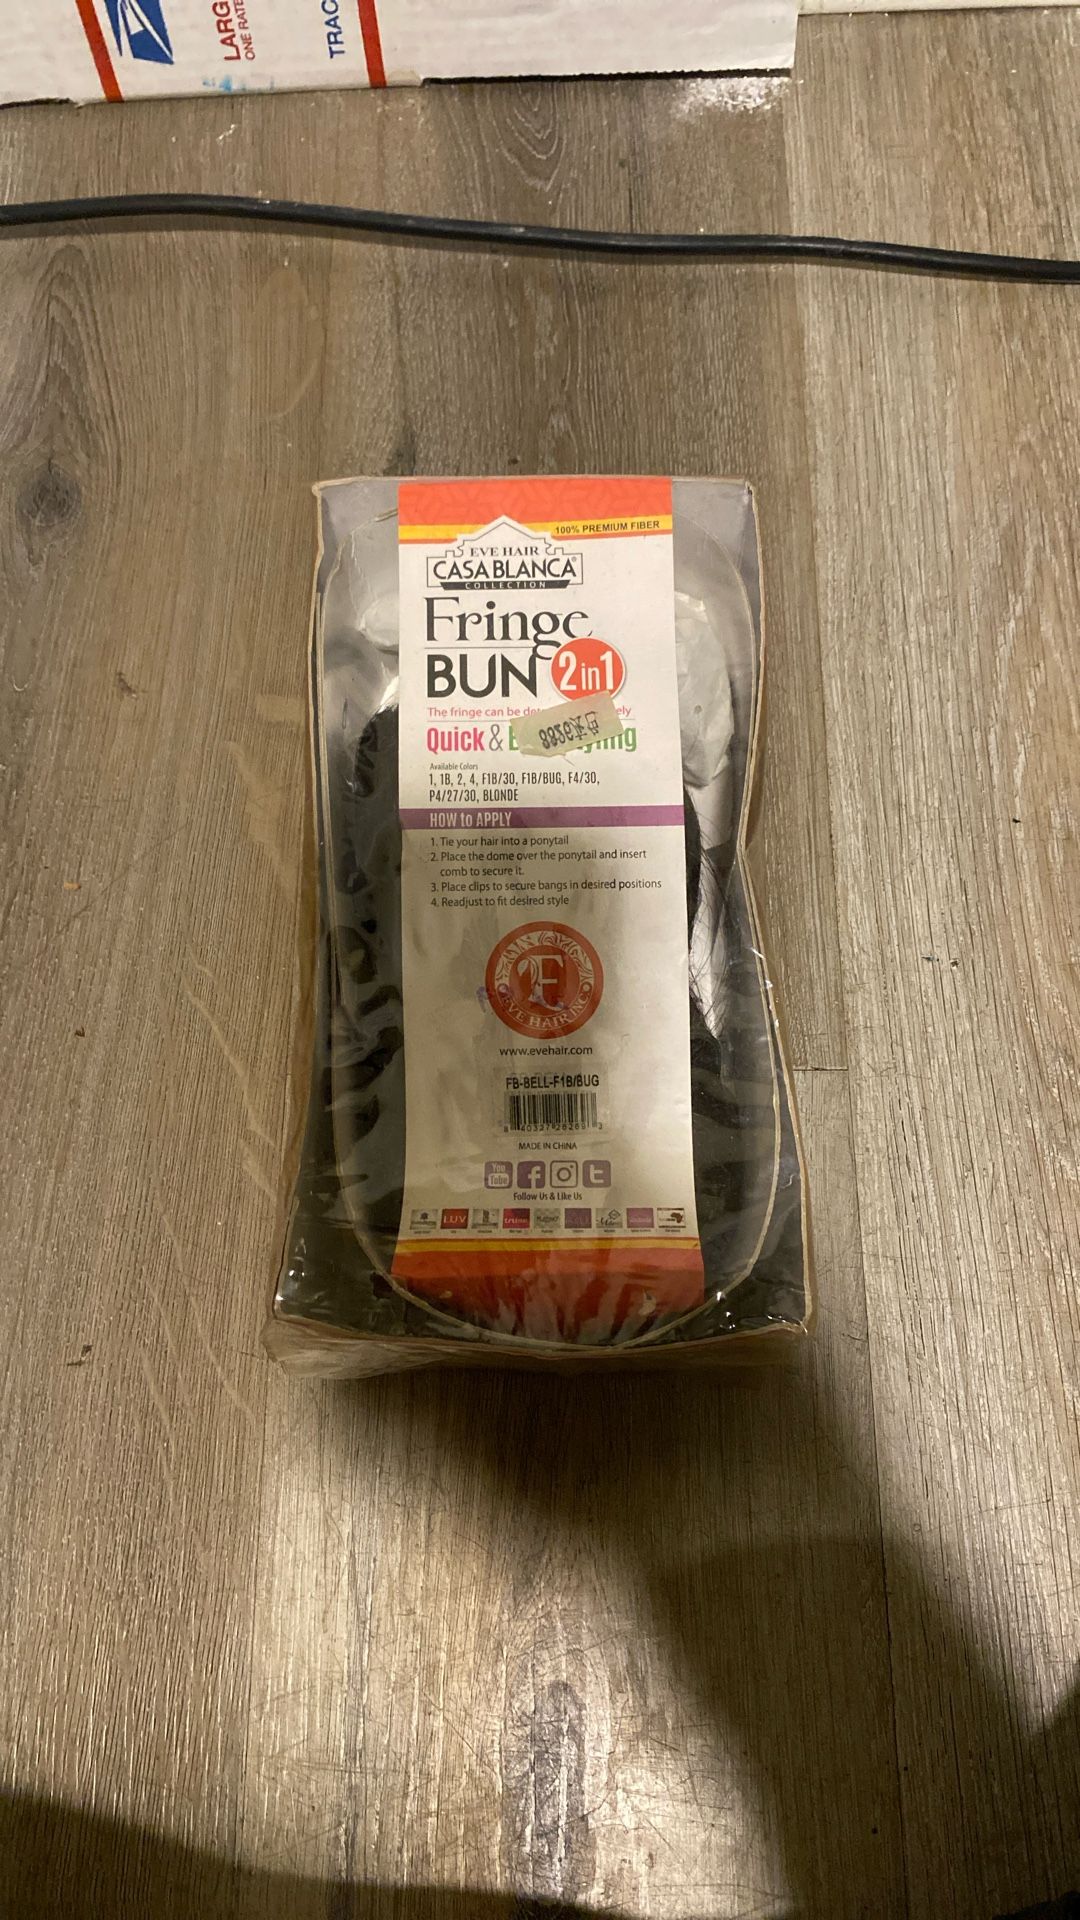 LARG
ONE RATE
TRAC
100% PREMIUM FIBER
EVE HAIR
CASABLANCA®
COLLECTION
Fringe
BUN 2in1
The fringe can be
Quick &
Available Colors
1, 1B, 2, 4, F1B/30, F1B/BUG, F4/30,
P4/27/30, BLONDE
HOW to APPLY
1. Tie your hair into a ponytail
2. Place the dome over the ponytail and insert
comb to secure it.
3. Place clips to secure bangs in desired positions
4. Readjust to fit desired style
E
EVE HAIR INC.
www.evehair.com
FB-BELL-F1B/BUG
MADE IN CHINA
You
Tube
Follow Us & Like Us
LUV